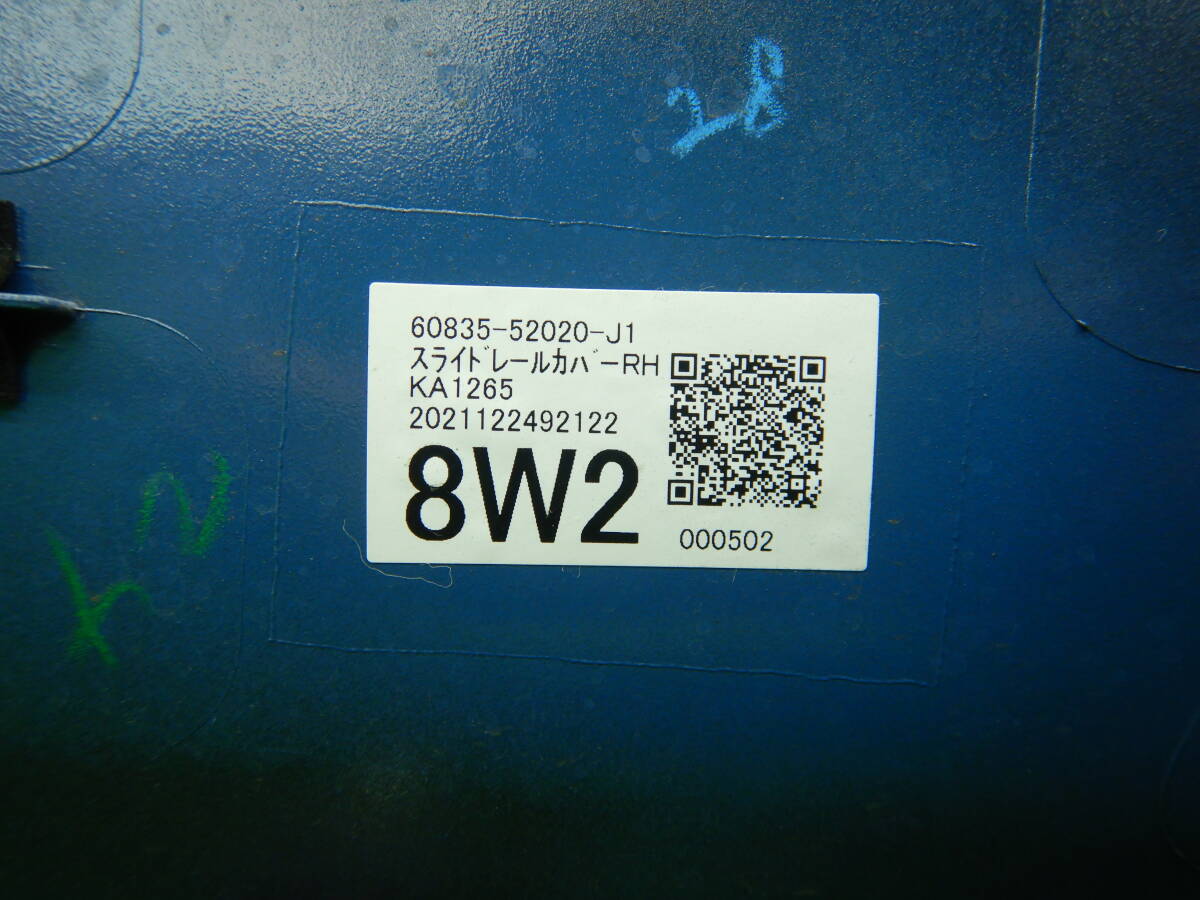 28
60835-52020-J1
ｽﾗｲﾄﾞﾚｰﾙｶﾊﾞｰRH
KA1265
2021122492122
8W2
000502